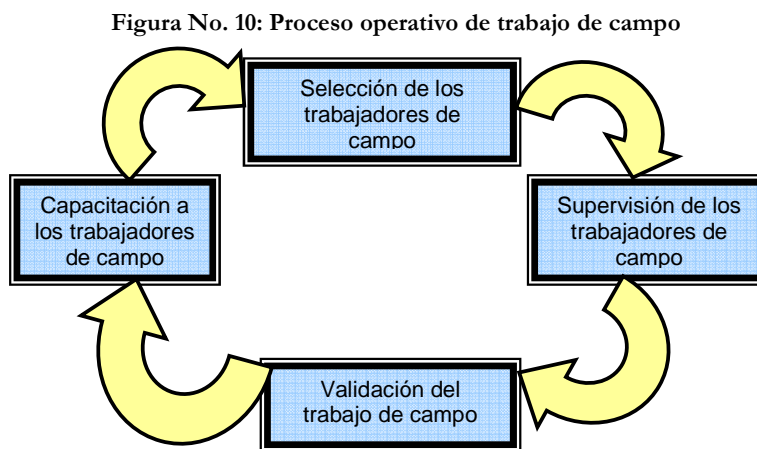 Figura No. 10: Proceso operativo de trabajo de campo
Selección de los
trabajadores de
campo
Capacitación a
los trabajadores
de campo
Supervisión de los
trabajadores de
campo
Validación del
trabajo de campo